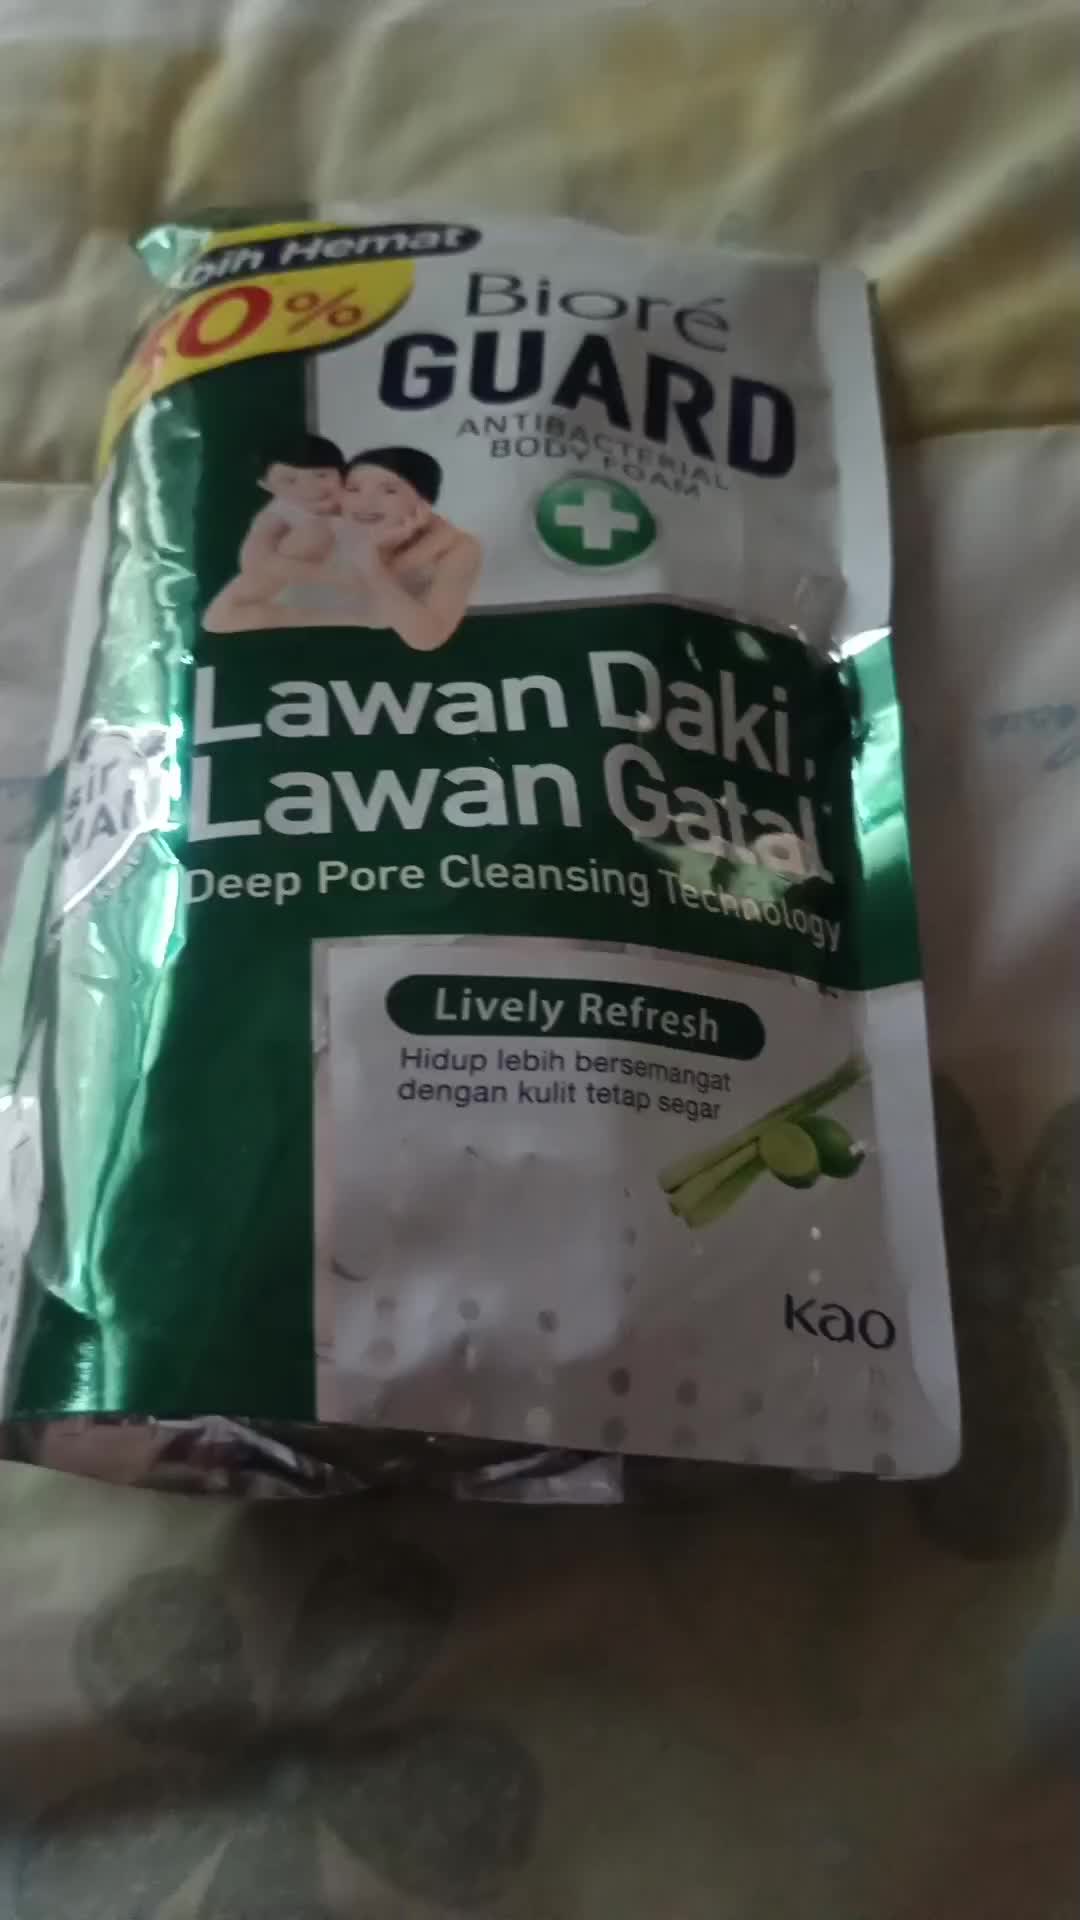 Hemat
0%
Bioré
GUARD
ANTIBACTERIAL
BODY FOAM
Lawan Daki,
Lawan Gatal
Deep Pore Cleansing Technology
Lively Refresh
Hidup lebih bersemangat
dengan kulit tetap segar
Kao